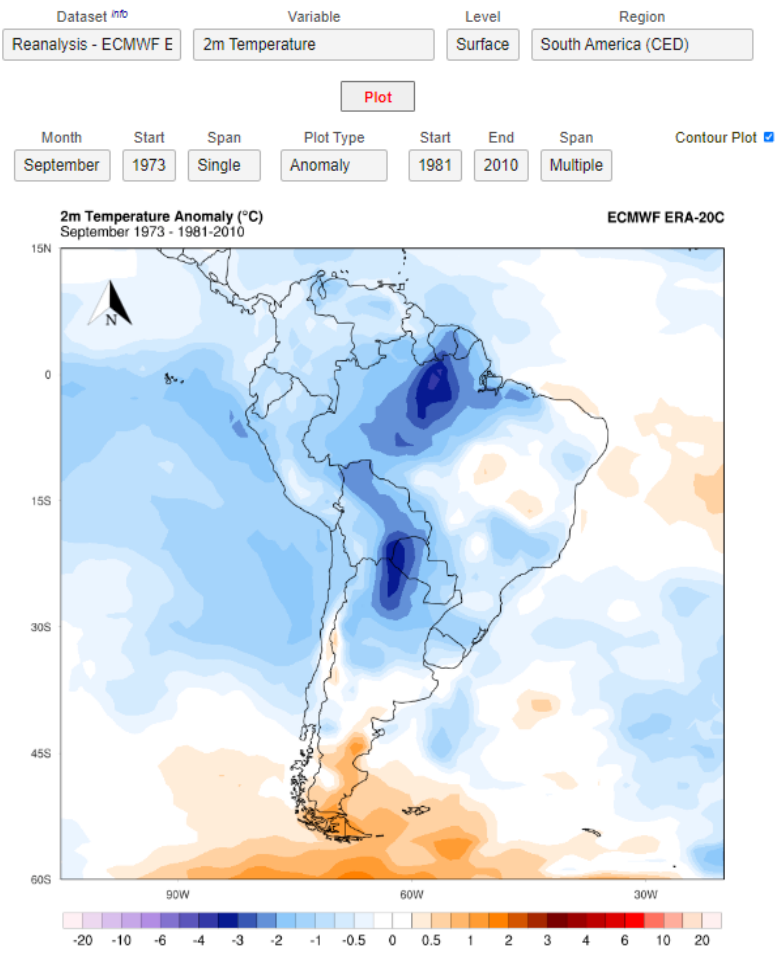 Dataset info Variable Level Region
Reanalysis - ECMWF E 2m Temperature Surface South America (CED)
Plot
Month Start Span Plot Type Start End Span Contour Plot
September 1973 Single Anomaly 1981 2010 Multiple
2m Temperature Anomaly (°C) ECMWF ERA-20C
September 1973 - 1981-2010
15N
N
0
15S
30S
45S
60S
90W 60W 30W
-20 -10 -6 -4 -3 -2 -1 -0.5 0 0.5 1 2 3 4 6 10 20